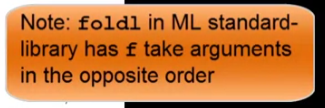 Note: foldl in ML standard-
library has f take arguments
in the opposite order